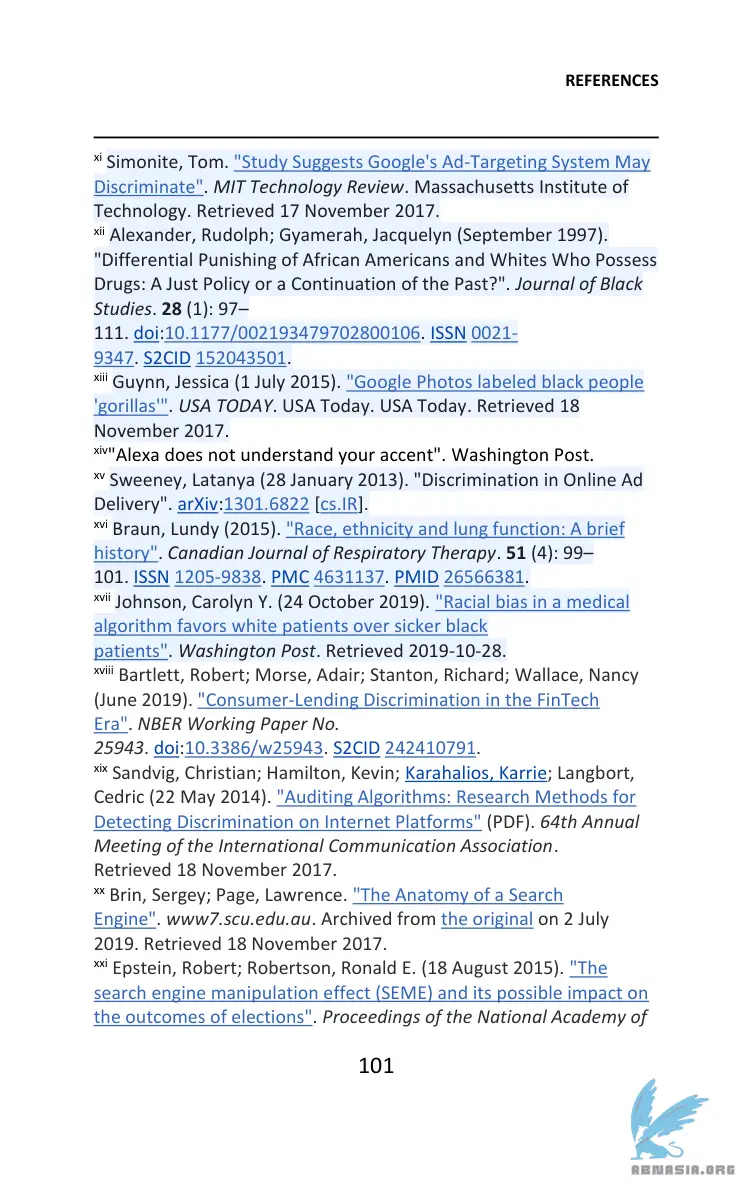 REFERENCES
xi Simonite, Tom. "Study Suggests Google's Ad-Targeting System May
Discriminate". MIT Technology Review. Massachusetts Institute of
Technology. Retrieved 17 November 2017.
xii Alexander, Rudolph; Gyamerah, Jacquelyn (September 1997).
"Differential Punishing of African Americans and Whites Who Possess
Drugs: A Just Policy or a Continuation of the Past?". Journal of Black
Studies. 28 (1): 97–
111. doi:10.1177/002193479702800106. ISSN 0021-
9347. S2CID 152043501.
xiii Guynn, Jessica (1 July 2015). "Google Photos labeled black people
'gorillas'". USA TODAY. USA Today. USA Today. Retrieved 18
November 2017.
xiv"Alexa does not understand your accent". Washington Post.
xv Sweeney, Latanya (28 January 2013). "Discrimination in Online Ad
Delivery". arXiv:1301.6822 [cs.IR].
xvi Braun, Lundy (2015). "Race, ethnicity and lung function: A brief
history". Canadian Journal of Respiratory Therapy. 51 (4): 99–
101. ISSN 1205-9838. PMC 4631137. PMID 26566381.
xvii Johnson, Carolyn Y. (24 October 2019). "Racial bias in a medical
algorithm favors white patients over sicker black
patients". Washington Post. Retrieved 2019-10-28.
xviii Bartlett, Robert; Morse, Adair; Stanton, Richard; Wallace, Nancy
(June 2019). "Consumer-Lending Discrimination in the FinTech
Era". NBER Working Paper No.
25943. doi:10.3386/w25943. S2CID 242410791.
xix Sandvig, Christian; Hamilton, Kevin; Karahalios, Karrie; Langbort,
Cedric (22 May 2014). "Auditing Algorithms: Research Methods for
Detecting Discrimination on Internet Platforms" (PDF). 64th Annual
Meeting of the International Communication Association.
Retrieved 18 November 2017.
xx Brin, Sergey; Page, Lawrence. "The Anatomy of a Search
Engine". www7.scu.edu.au. Archived from the original on 2 July
2019. Retrieved 18 November 2017.
xxi Epstein, Robert; Robertson, Ronald E. (18 August 2015). "The
search engine manipulation effect (SEME) and its possible impact on
the outcomes of elections". Proceedings of the National Academy of
101
ABNASIA.ORG